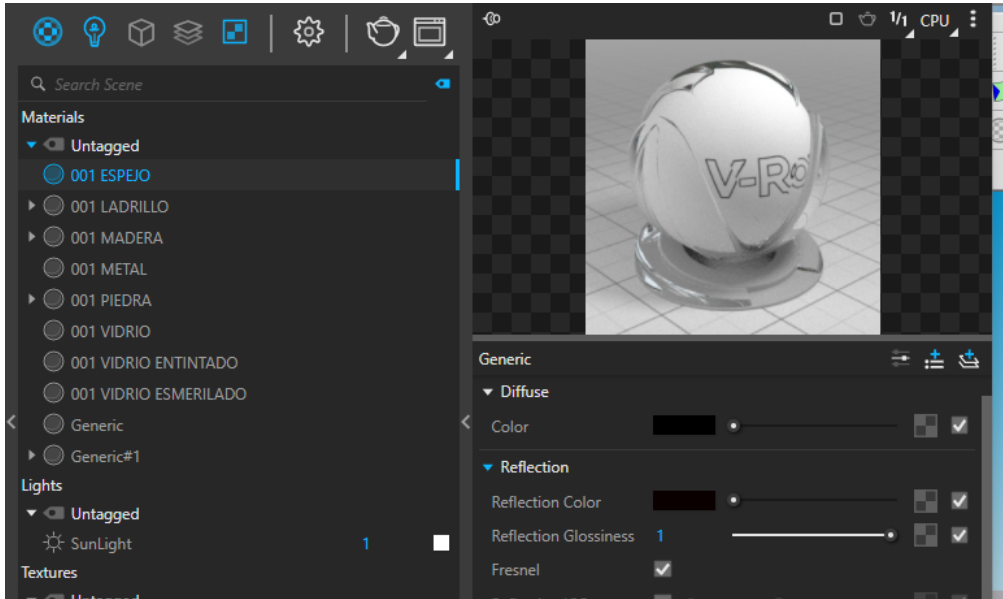 Search Scene
Materials
Untagged
001 ESPEJO
001 LADRILLO
001 MADERA
001 METAL
001 PIEDRA
001 VIDRIO
001 VIDRIO ENTINTADO
001 VIDRIO ESMERILADO
Generic
Generic#1
Lights
Untagged
SunLight 1
Textures
Untagged
1/1 CPU
Generic
Diffuse
Color
Reflection
Reflection Color
Reflection Glossiness 1
Fresnel